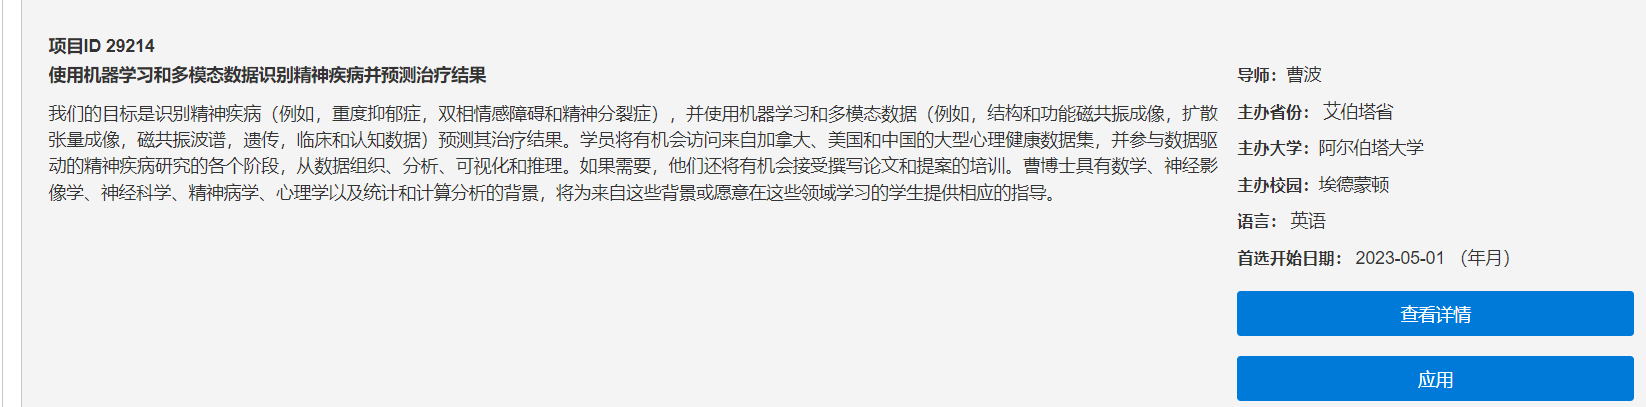 项目ID 29214
使用机器学习和多模态数据识别精神疾病并预测治疗结果
我们的目标是识别精神疾病（例如，重度抑郁症，双相情感障碍和精神分裂症），并使用机器学习和多模态数据（例如，结构和功能磁共振成像，扩散
张量成像，磁共振波谱，遗传，临床和认知数据）预测其治疗结果。学员将有机会访问来自加拿大、美国和中国的大型心理健康数据集，并参与数据驱
动的精神疾病研究的各个阶段，从数据组织、分析、可视化和推理。如果需要，他们还将有机会接受撰写论文和提案的培训。曹博士具有数学、神经影
像学、神经科学、精神病学、心理学以及统计和计算分析的背景，将为来自这些背景或愿意在这些领域学习的学生提供相应的指导。
导师：曹波
主办省份： 艾伯塔省
主办大学：阿尔伯塔大学
主办校园：埃德蒙顿
语言： 英语
首选开始日期： 2023-05-01 （年月）
查看详情
应用